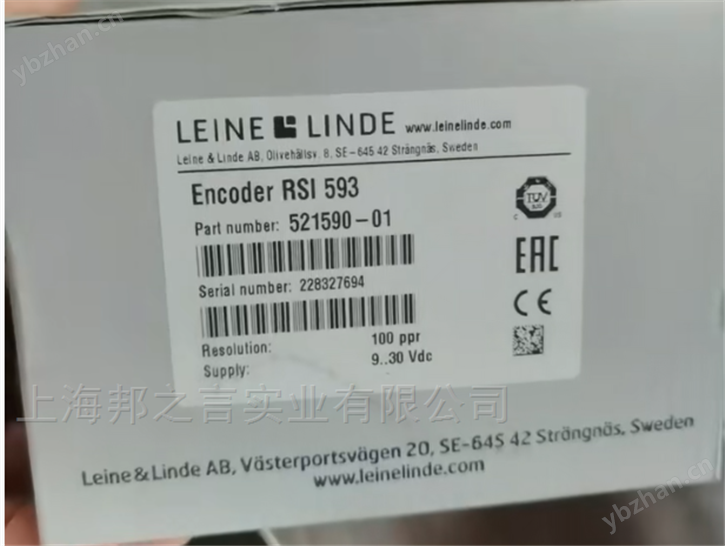 ybzhan.cn
LEINE LINDE www.leinelinde.com
Leine & Linde AB, Olivehällsv. 8, SE-645 42 Strängnäs, Sweden
Encoder RSI 593
Part number: 521590-01
TÜV
C US
Serial number: 228327694
EAC
CE
Resolution: 100 ppr
Supply: 9..30 Vdc
上海邦之言实业有限公司
Leine & Linde AB, Västerportsvägen 20, SE-645 42 Strängnäs, Sweden
www.leinelinde.com
ybzhan.cn